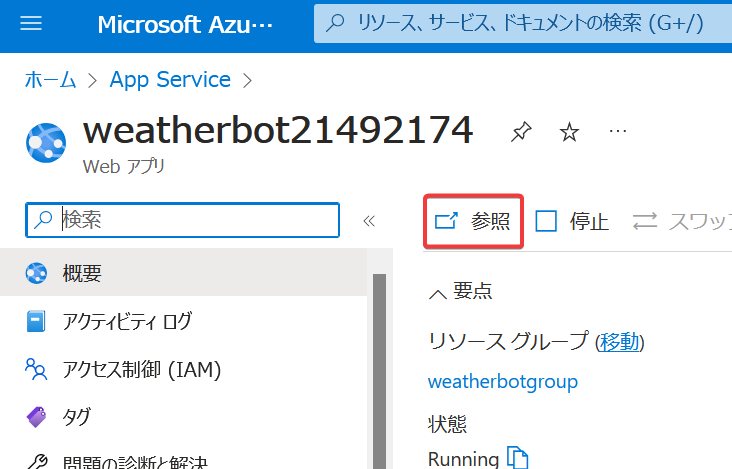 Microsoft Azu…
リソース、サービス、ドキュメントの検索 (G+/)
ホーム > App Service >
weatherbot21492174
Web アプリ
検索
«
参照
停止
スワップ
概要
要点
アクティビティ ログ
リソース グループ (移動)
アクセス制御 (IAM)
weatherbotgroup
タグ
状態
問題の診断と解決
Running